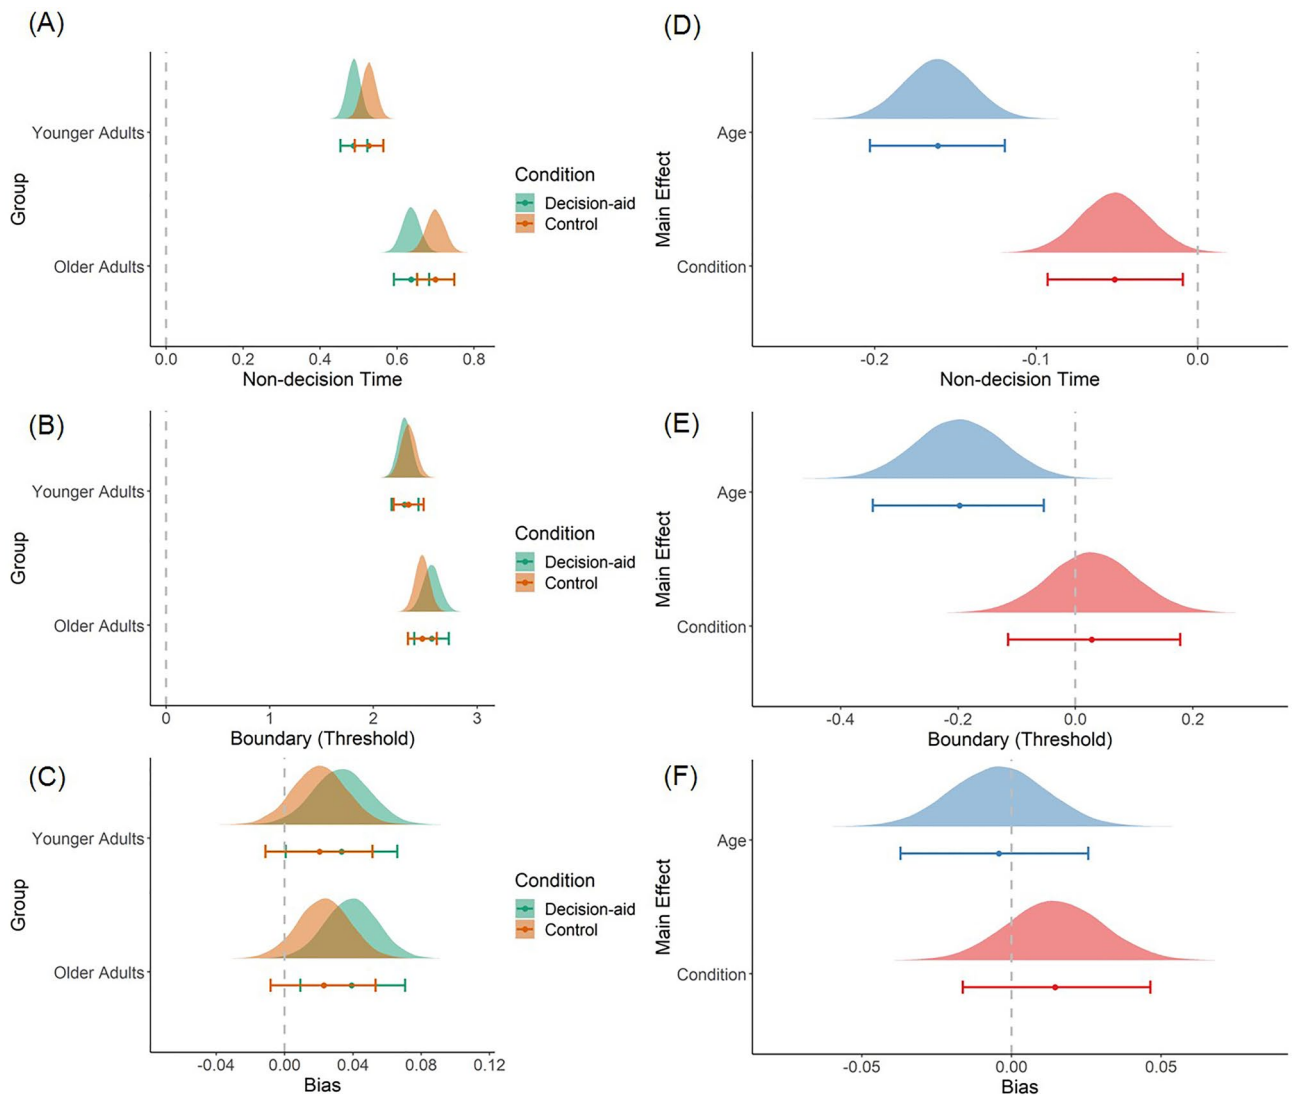 (A)
Group
Younger Adults
Older Adults
0.0 0.2 0.4 0.6 0.8
Non-decision Time
Condition
Decision-aid
Control
(D)
Main Effect
Age
Condition
-0.2 -0.1 0.0
Non-decision Time
(B)
Group
Younger Adults
Older Adults
0 1 2 3
Boundary (Threshold)
Condition
Decision-aid
Control
(E)
Main Effect
Age
Condition
-0.4 -0.2 0.0 0.2
Boundary (Threshold)
(C)
Group
Younger Adults
Older Adults
-0.04 0.00 0.04 0.08 0.12
Bias
Condition
Decision-aid
Control
(F)
Main Effect
Age
Condition
-0.05 0.00 0.05
Bias